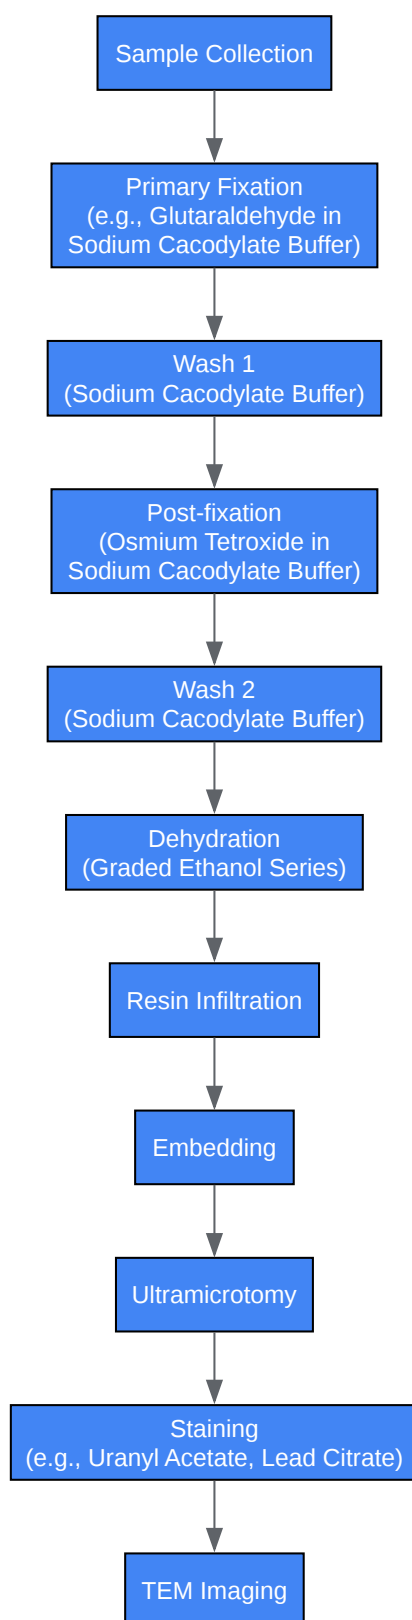 Sample Collection
Primary Fixation
(e.g., Glutaraldehyde in
Sodium Cacodylate Buffer)
Wash 1
(Sodium Cacodylate Buffer)
Post-fixation
(Osmium Tetroxide in
Sodium Cacodylate Buffer)
Wash 2
(Sodium Cacodylate Buffer)
Dehydration
(Graded Ethanol Series)
Resin Infiltration
Embedding
Ultramicrotomy
Staining
(e.g., Uranyl Acetate, Lead Citrate)
TEM Imaging